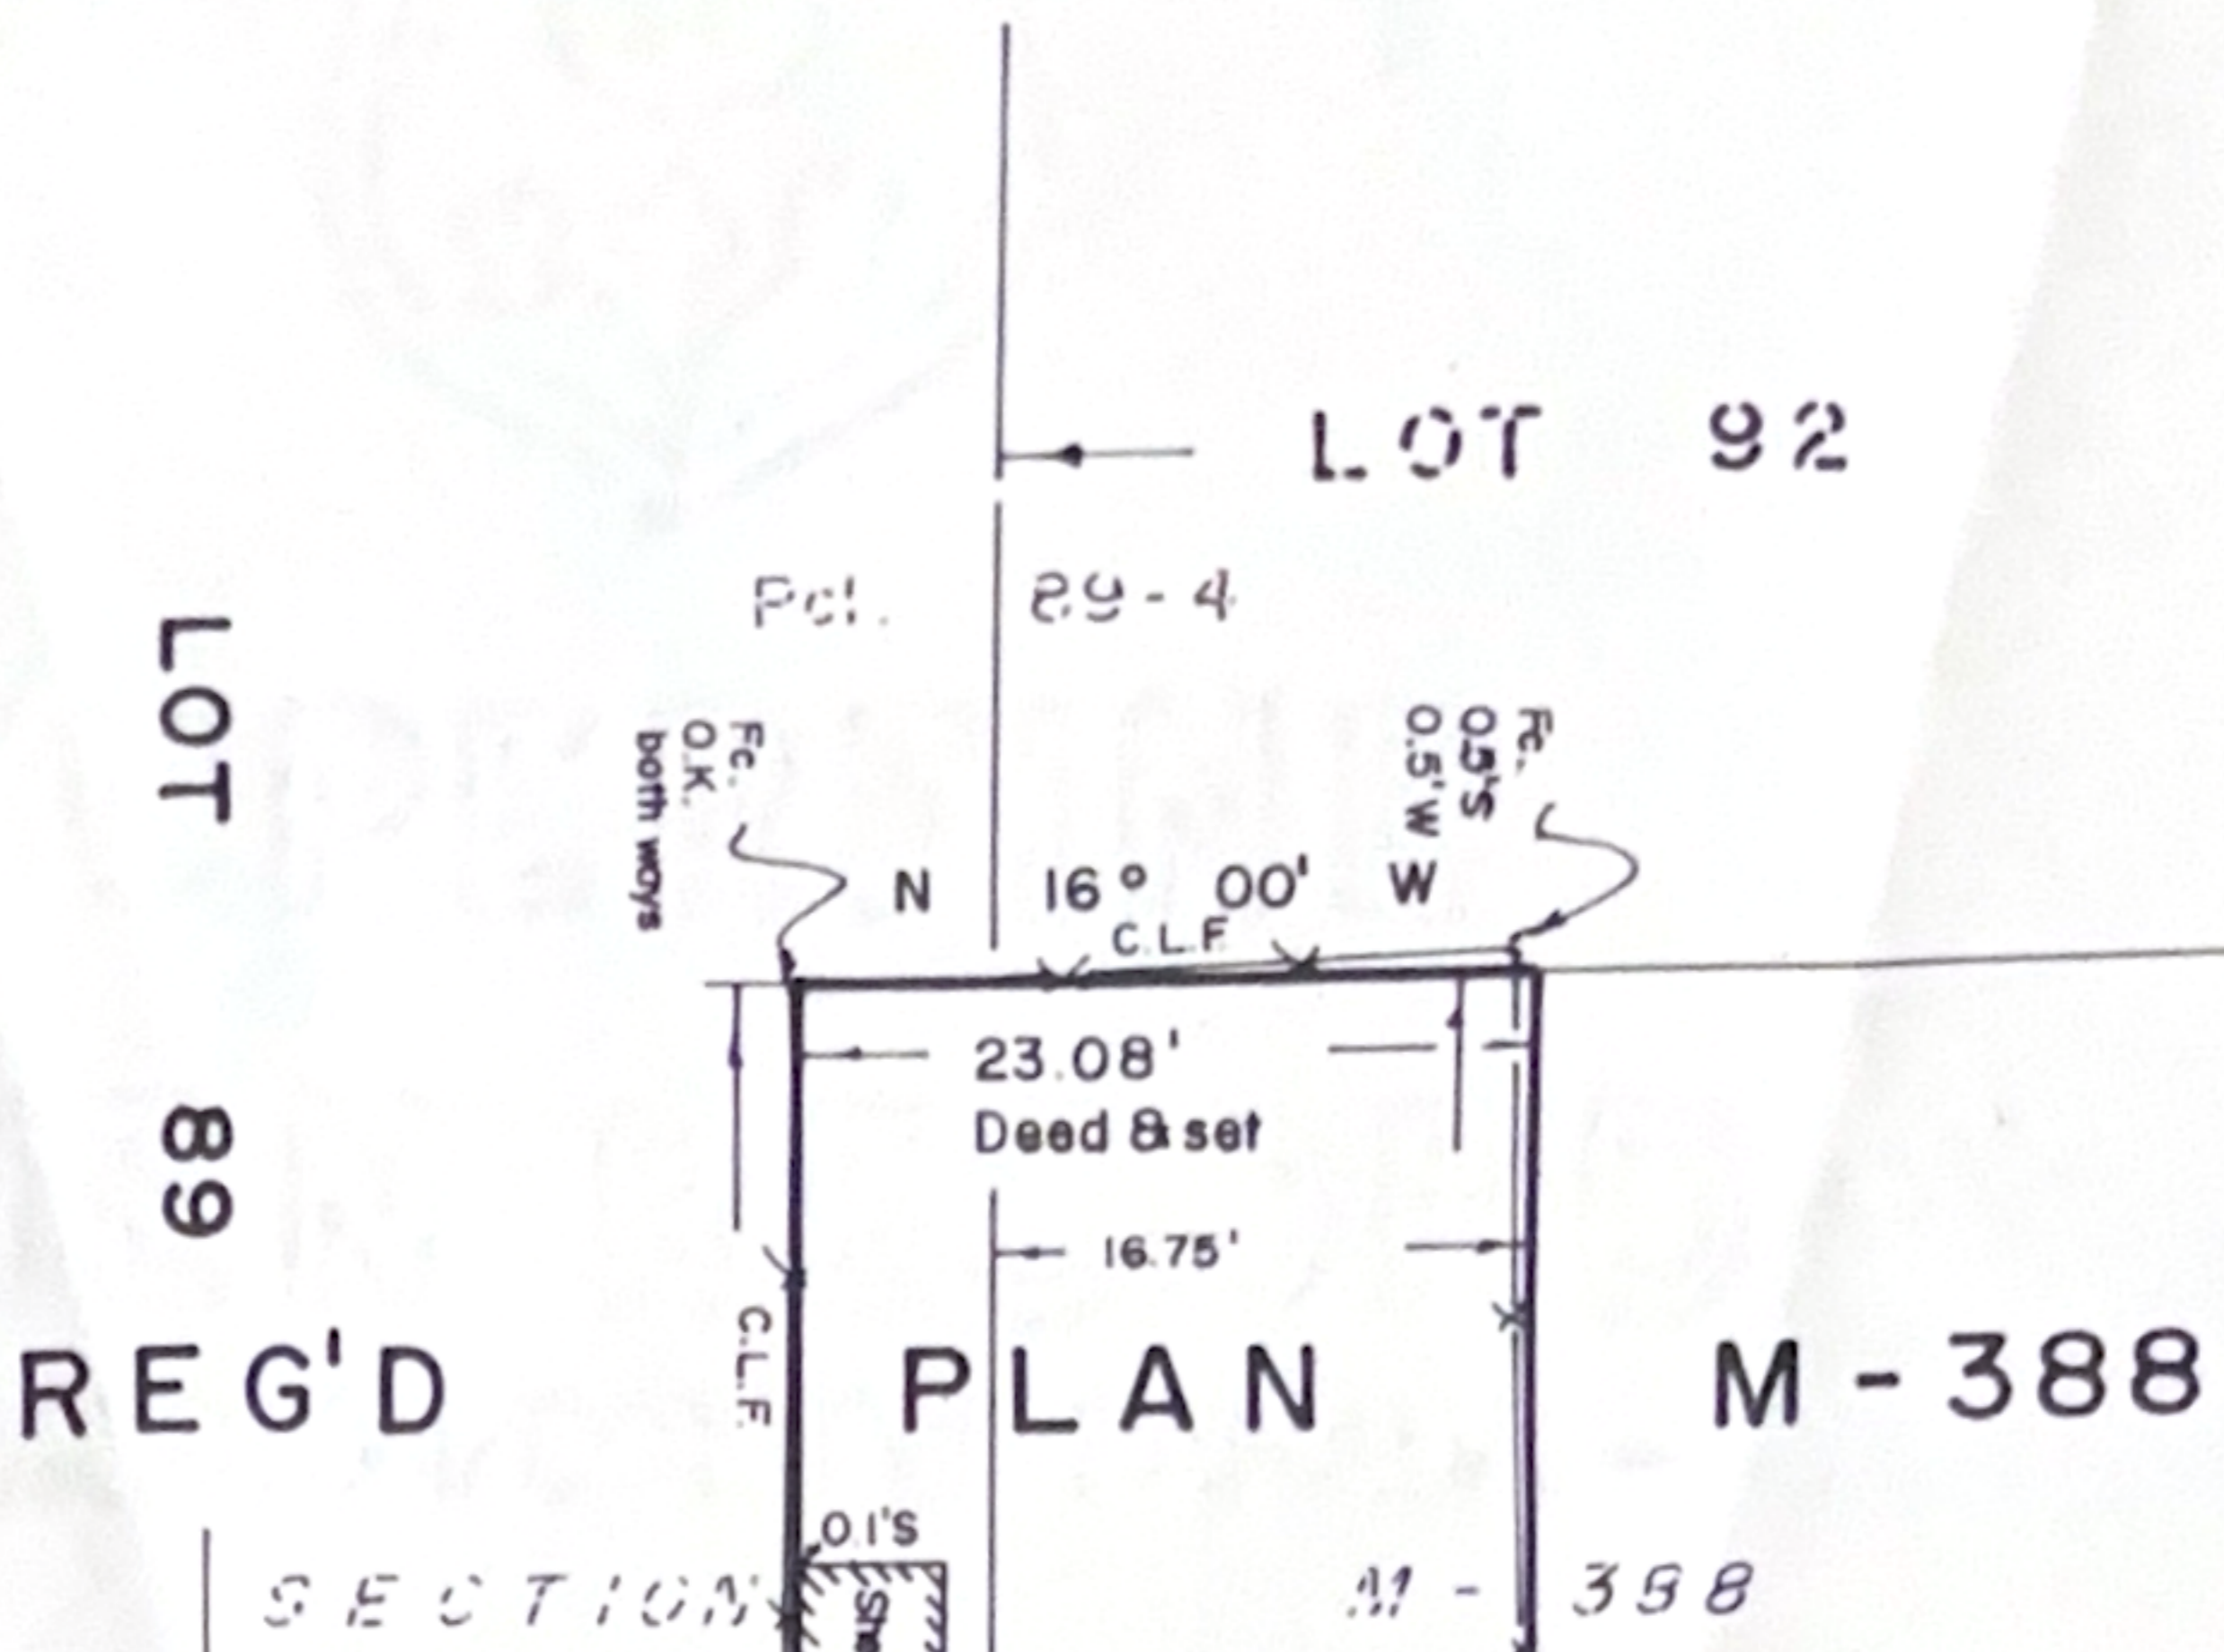 LOT 92
Pcl. 29-4
LOT 89
Fc.
O.K.
both ways
Fc.
0.5'S
0.5'W
N 16° 00' W
C.L.F.
23.08'
Deed & set
16.75'
C.L.F.
REG'D PLAN M-388
0.1'S
SECTION M-388